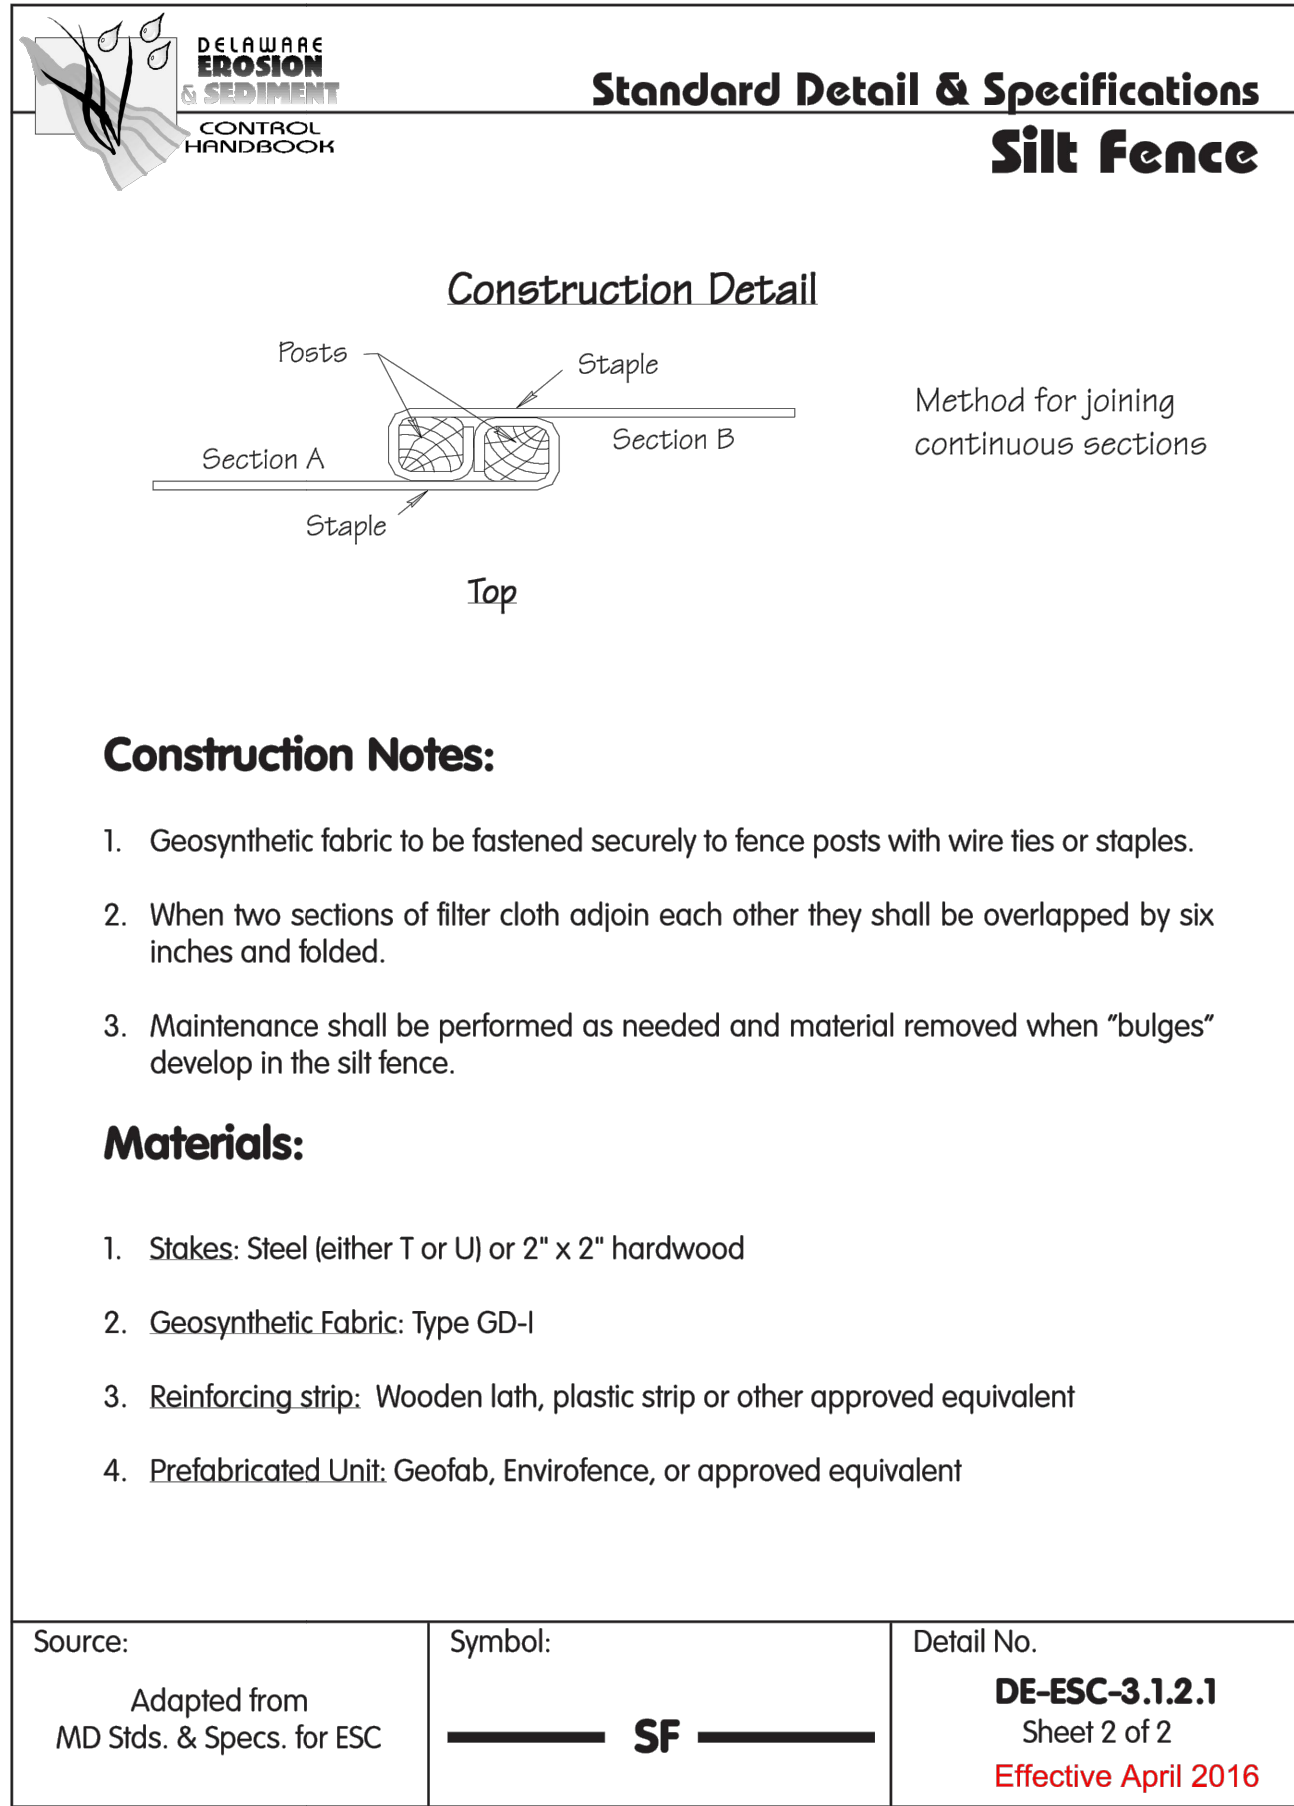 DELAWARE
EROSION
& SEDIMENT
CONTROL
HANDBOOK
Standard Detail & Specifications
Silt Fence
Construction Detail
Posts
Staple
Section A
Section B
Staple
Method for joining
continuous sections
Top
Construction Notes:
1. Geosynthetic fabric to be fastened securely to fence posts with wire ties or staples.
2. When two sections of filter cloth adjoin each other they shall be overlapped by six
inches and folded.
3. Maintenance shall be performed as needed and material removed when "bulges"
develop in the silt fence.
Materials:
1. Stakes: Steel (either T or U) or 2" x 2" hardwood
2. Geosynthetic Fabric: Type GD-I
3. Reinforcing strip: Wooden lath, plastic strip or other approved equivalent
4. Prefabricated Unit: Geofab, Envirofence, or approved equivalent
Source:
Adapted from
MD Stds. & Specs. for ESC
Symbol:
SF
Detail No.
DE-ESC-3.1.2.1
Sheet 2 of 2
Effective April 2016